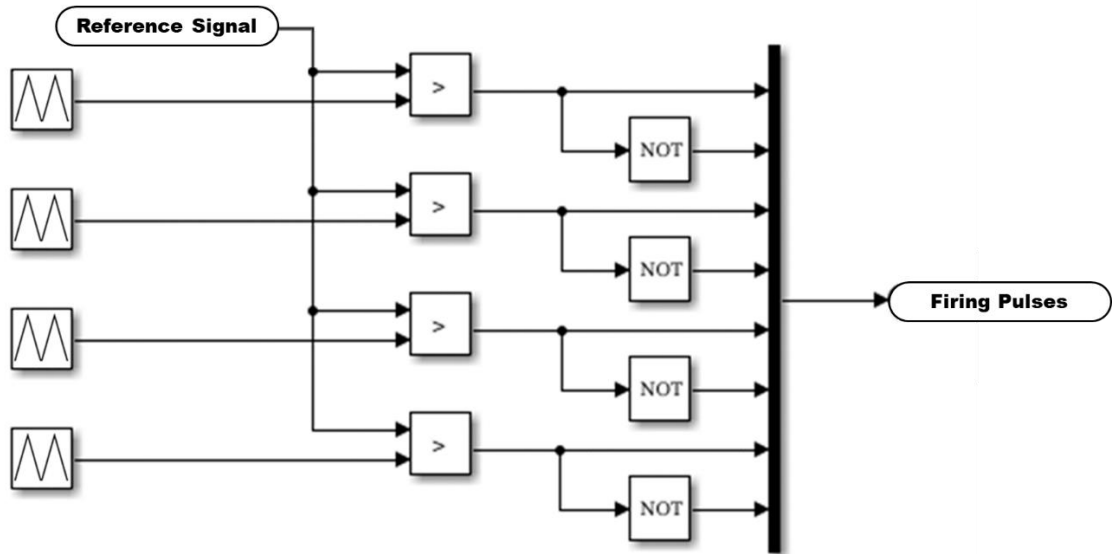 Reference Signal
>
NOT
>
NOT
>
NOT
>
NOT
Firing Pulses